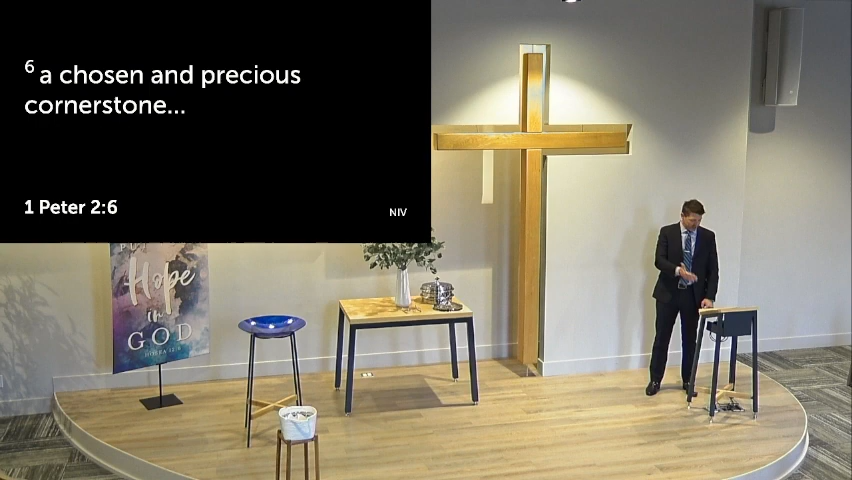 6 a chosen and precious
cornerstone...
1 Peter 2:6
NIV
Hope
in
GOD